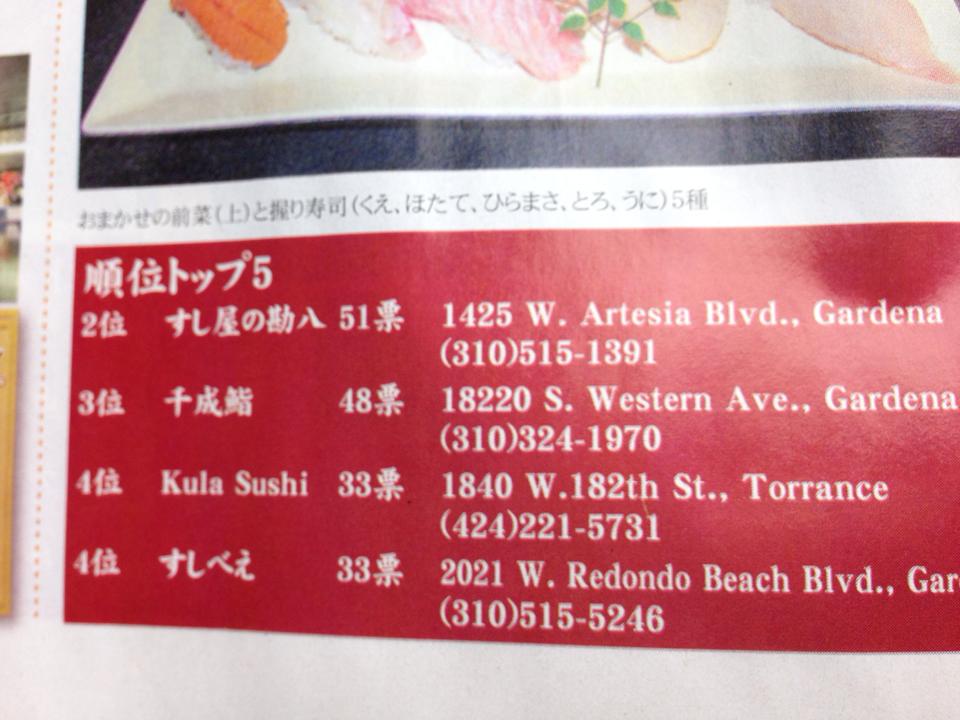 おまかせの前菜(上)と握り寿司(くえ、ほたて、ひらまさ、とろ、うに)5種
順位トップ5
2位 すし屋の勘八 51票 1425 W. Artesia Blvd., Gardena
(310)515-1391
3位 千成鮨 48票 18220 S. Western Ave., Gardena
(310)324-1970
4位 Kula Sushi 33票 1840 W.182th St., Torrance
(424)221-5731
4位 すしべえ 33票 2021 W. Redondo Beach Blvd.,
(310)515-5246